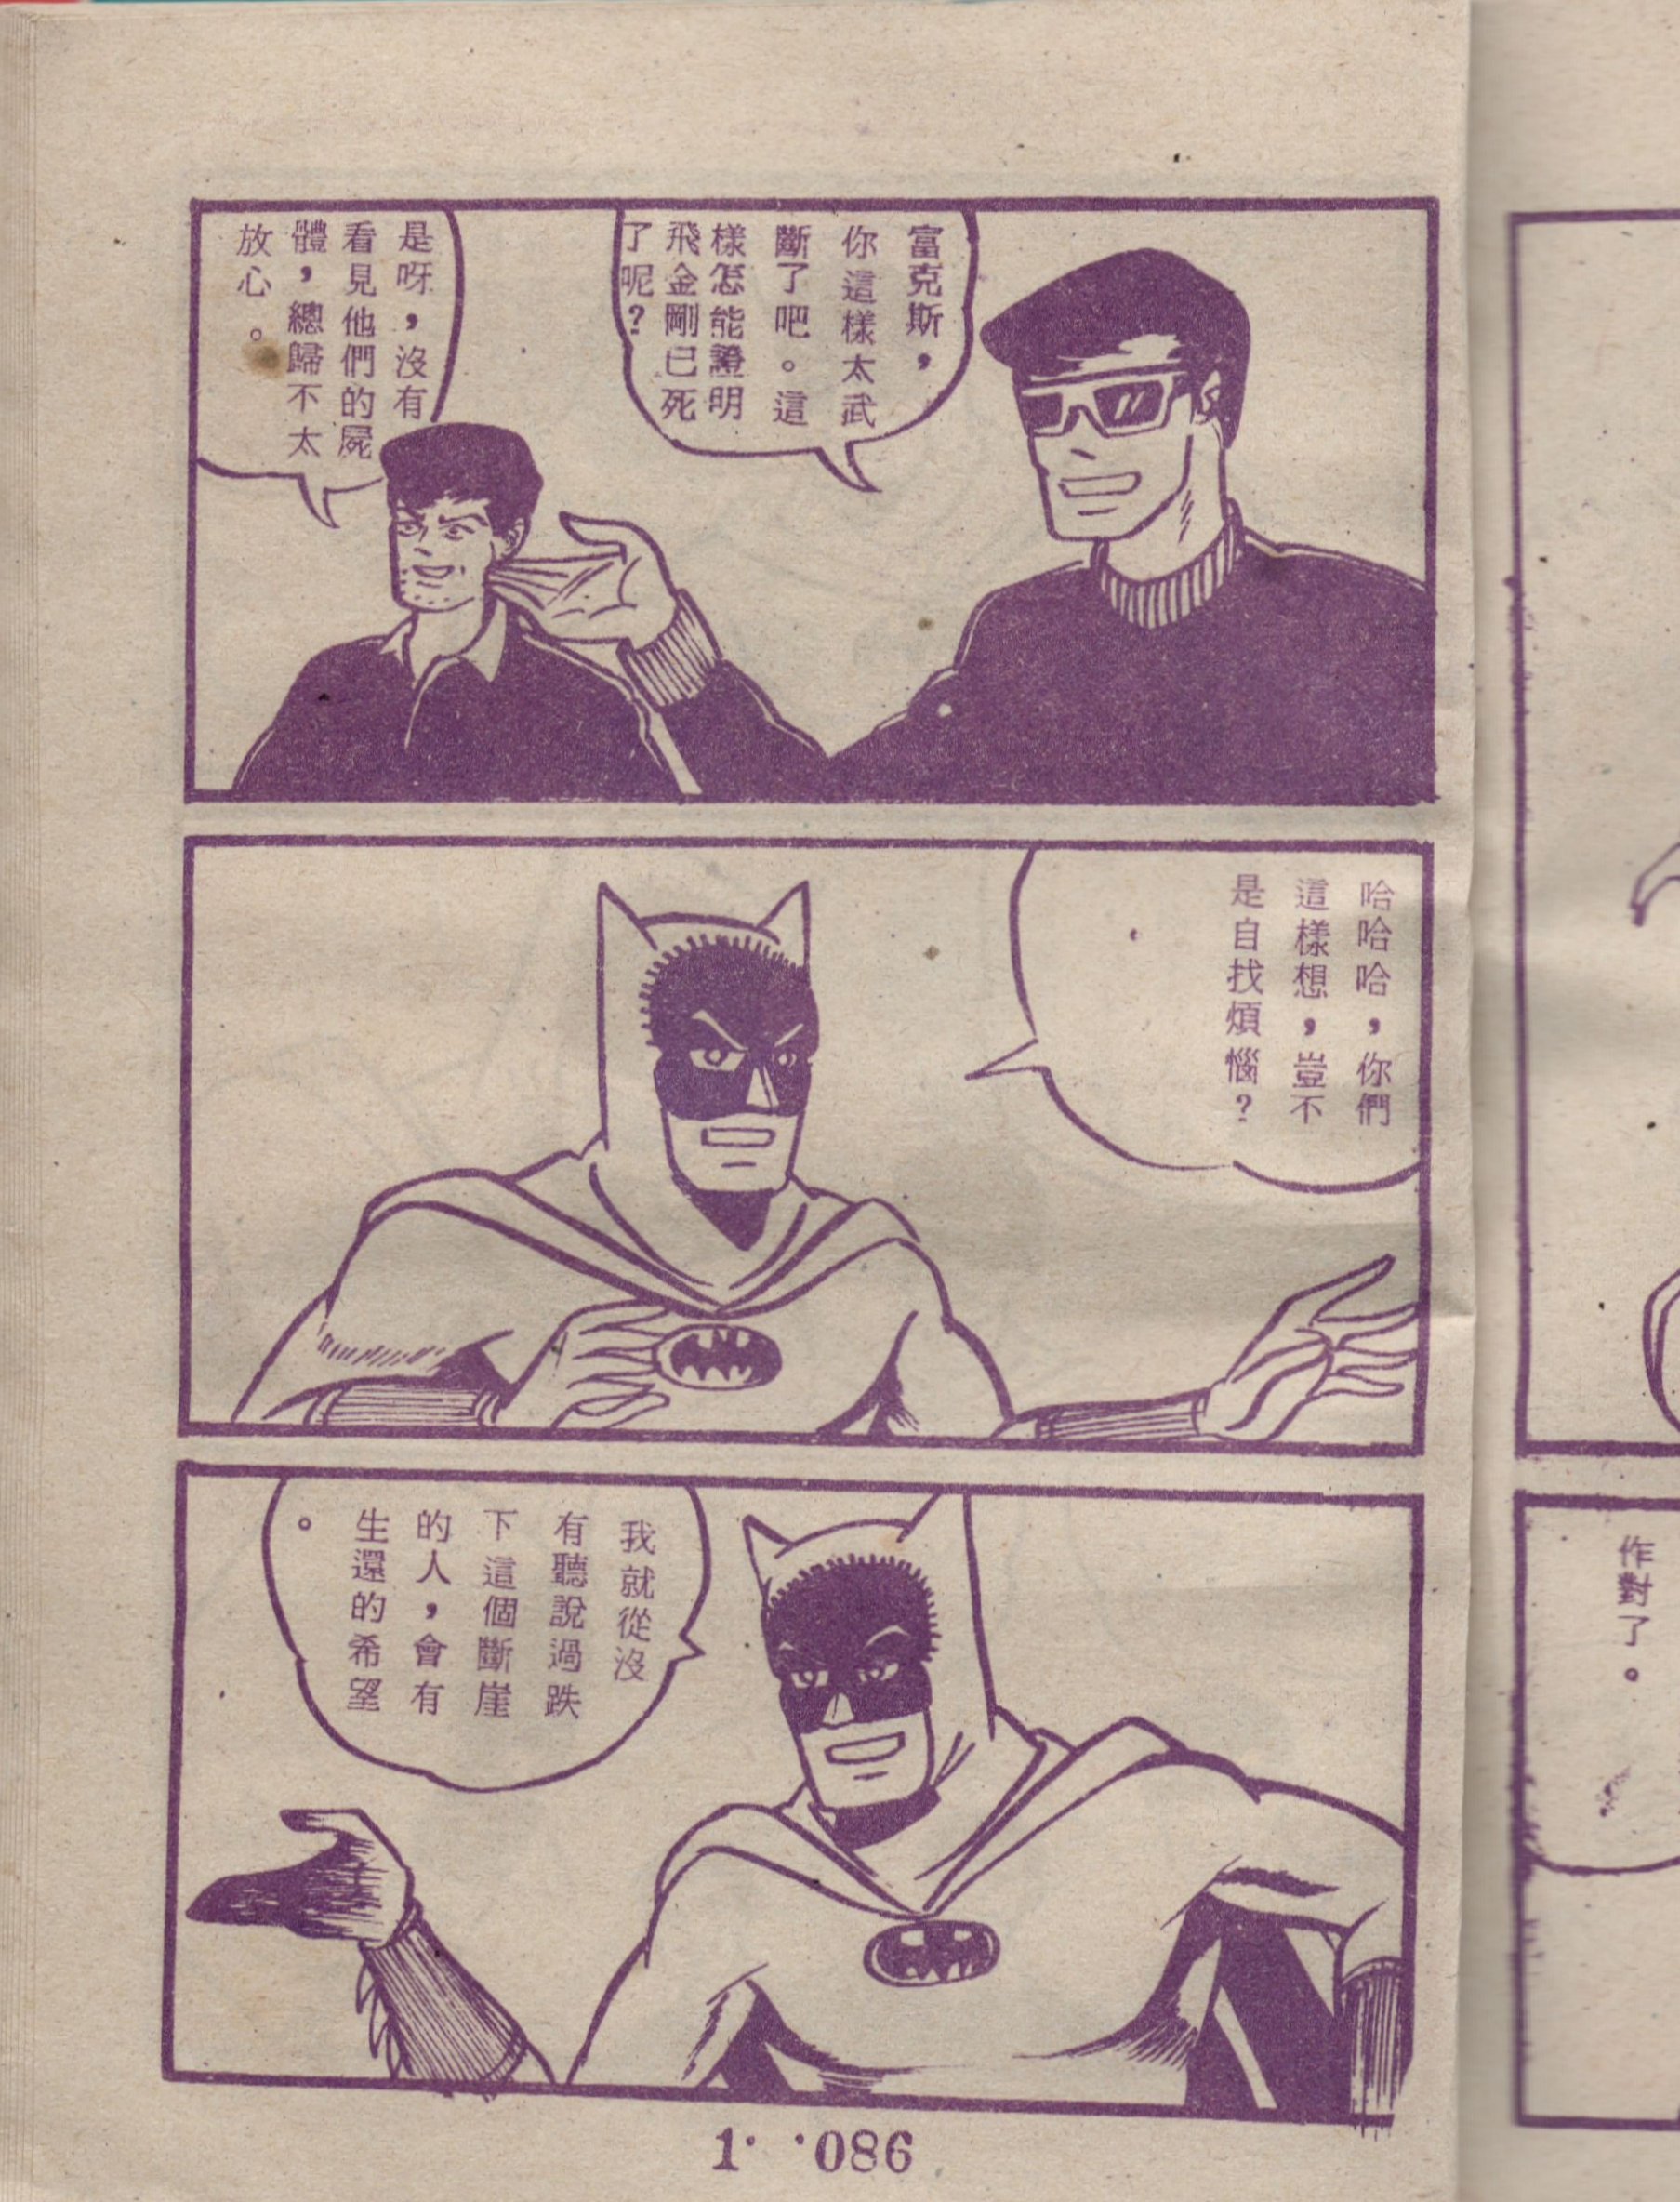 富克斯，
你這樣太武
斷了吧。這
樣怎能證明
飛金剛已死
了呢？
是呀，沒有
看見他們的屍
體，總歸不太
放心。
哈哈哈，你們
這樣想，豈不
是自找煩惱？
我就從沒
有聽說過跌
下這個斷崖
的人，會有
生還的希望
。
1··086
作對了。